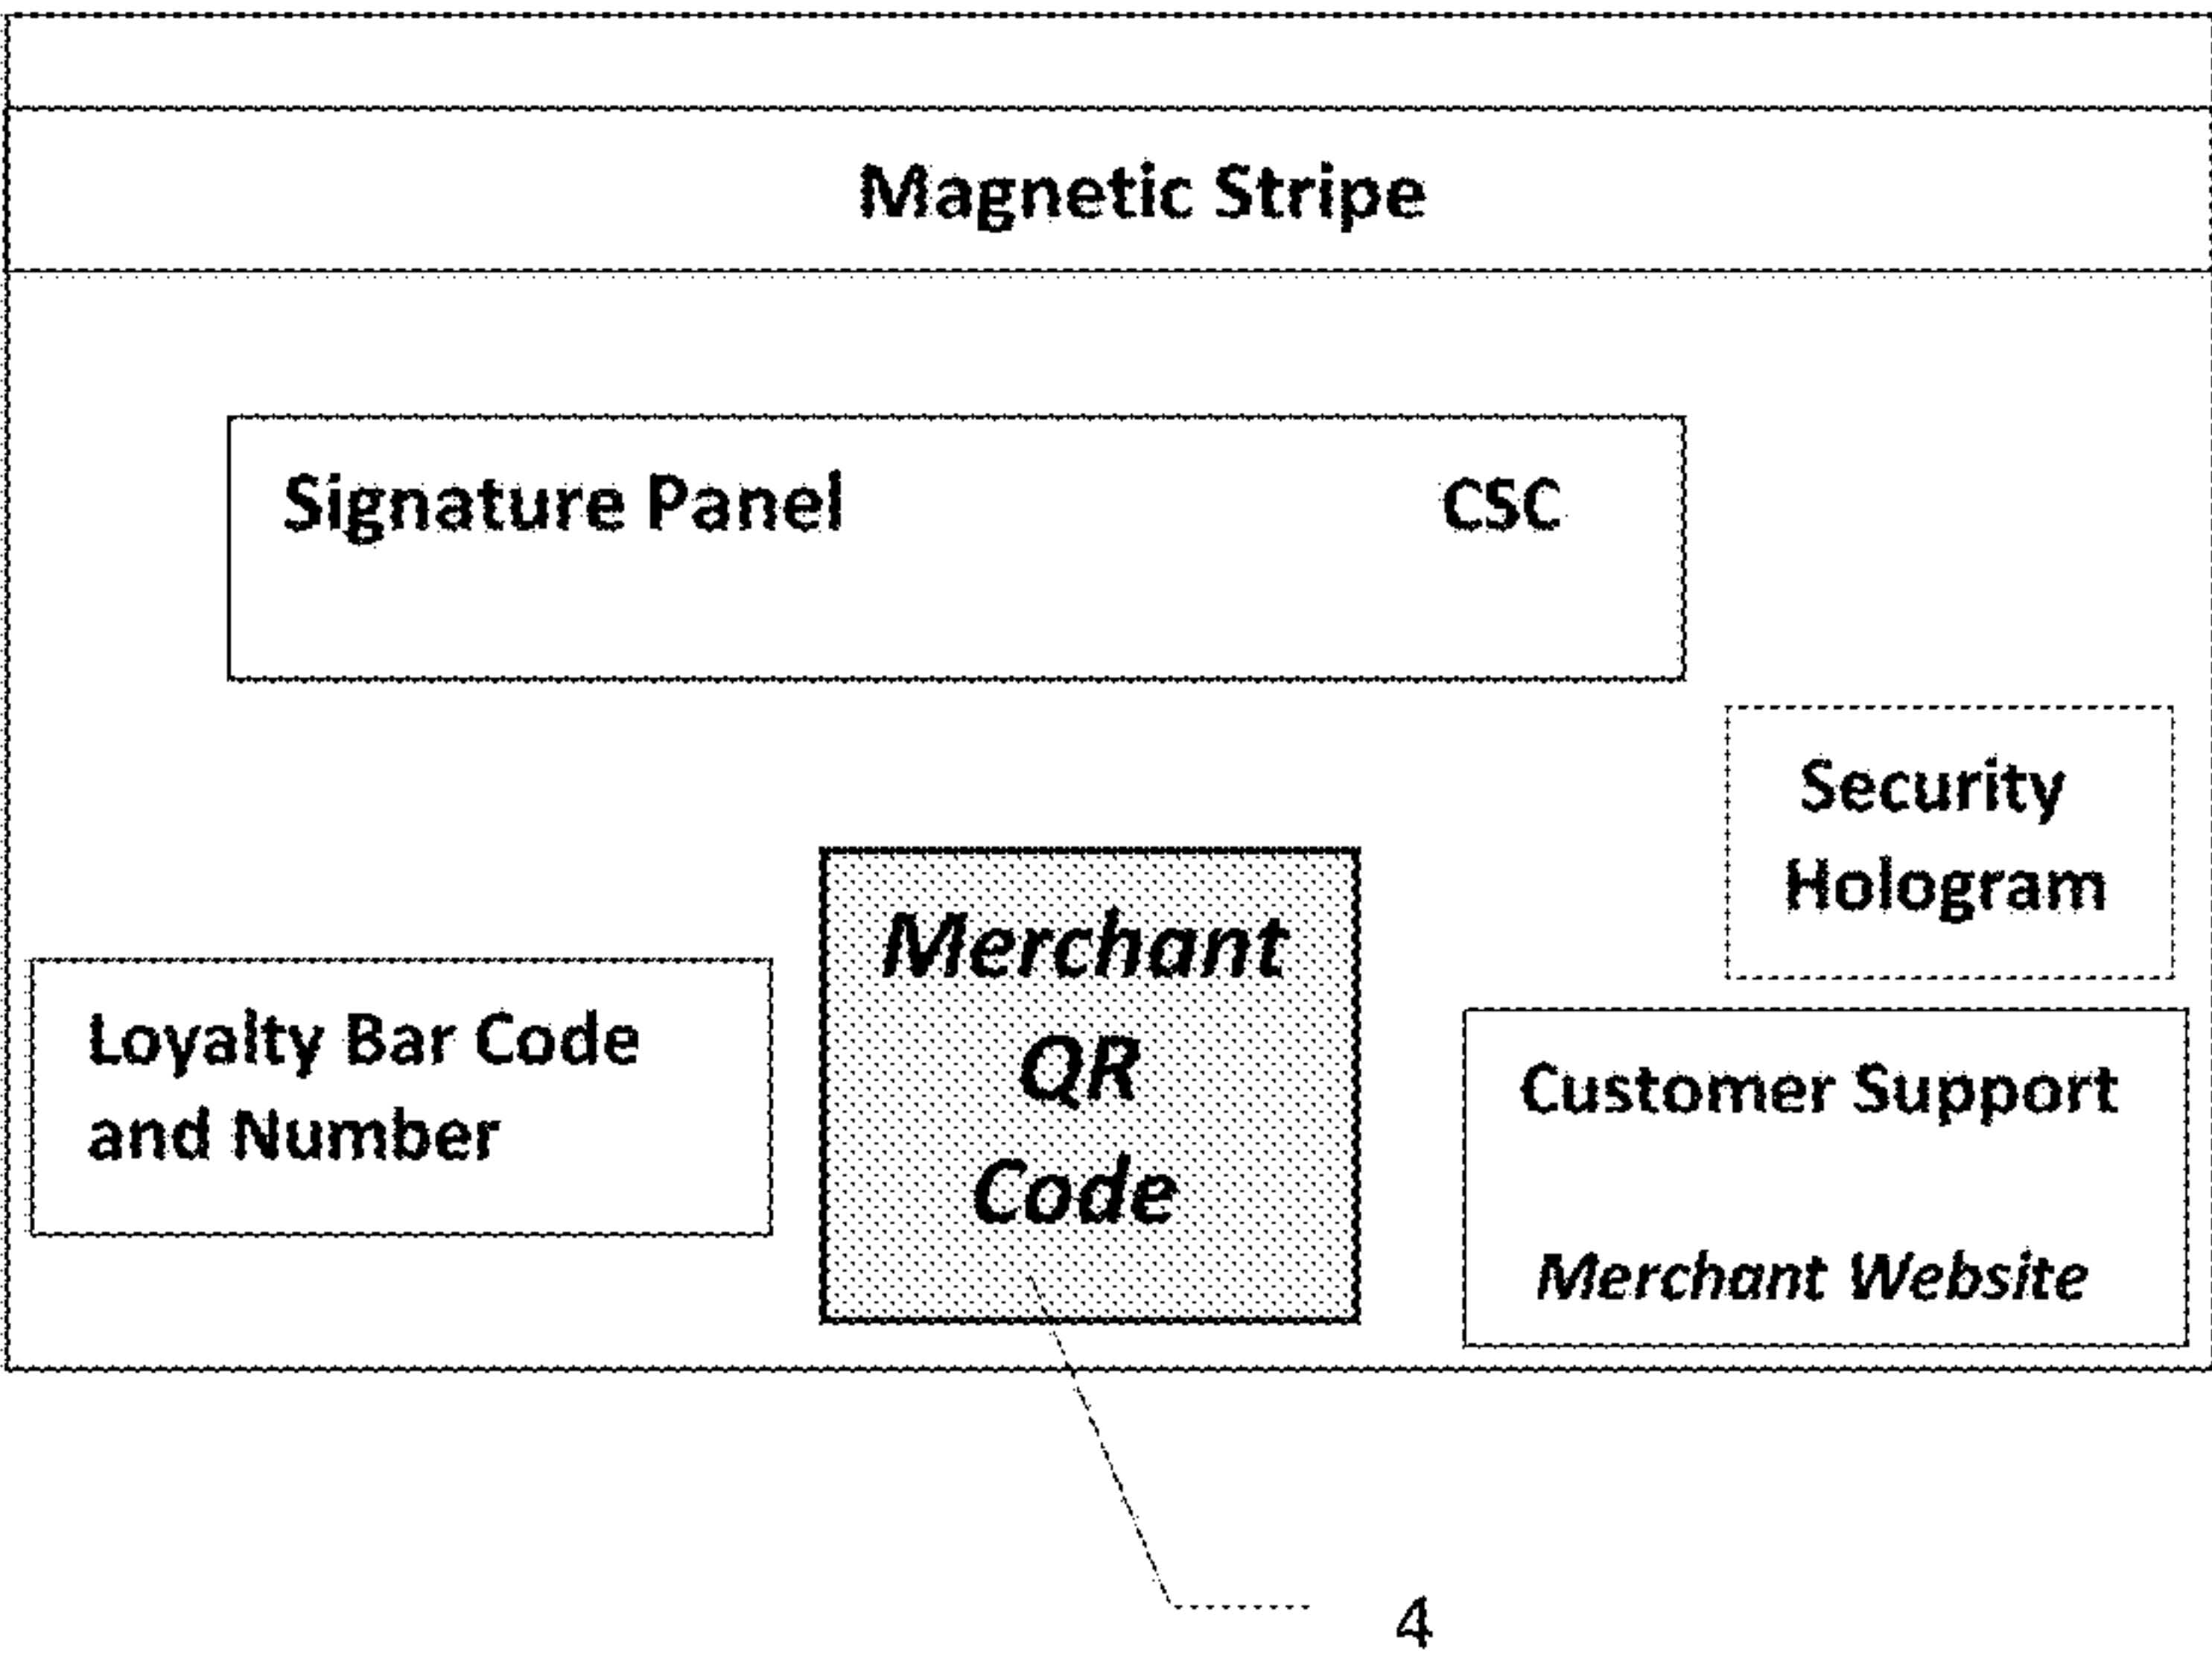 Magnetic Stripe
Signature Panel CSC
Security
Hologram
Merchant
QR
Code
Loyalty Bar Code
and Number
Customer Support
Merchant Website
4